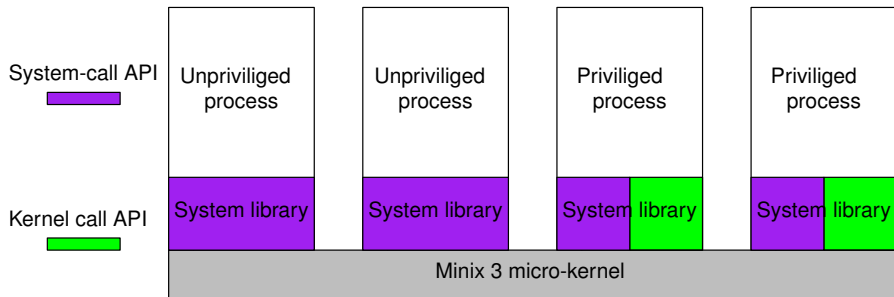 System-call API
Unpriviliged
process
Unpriviliged
process
Priviliged
process
Priviliged
process
Kernel call API
System library
System library
System library
System library
Minix 3 micro-kernel